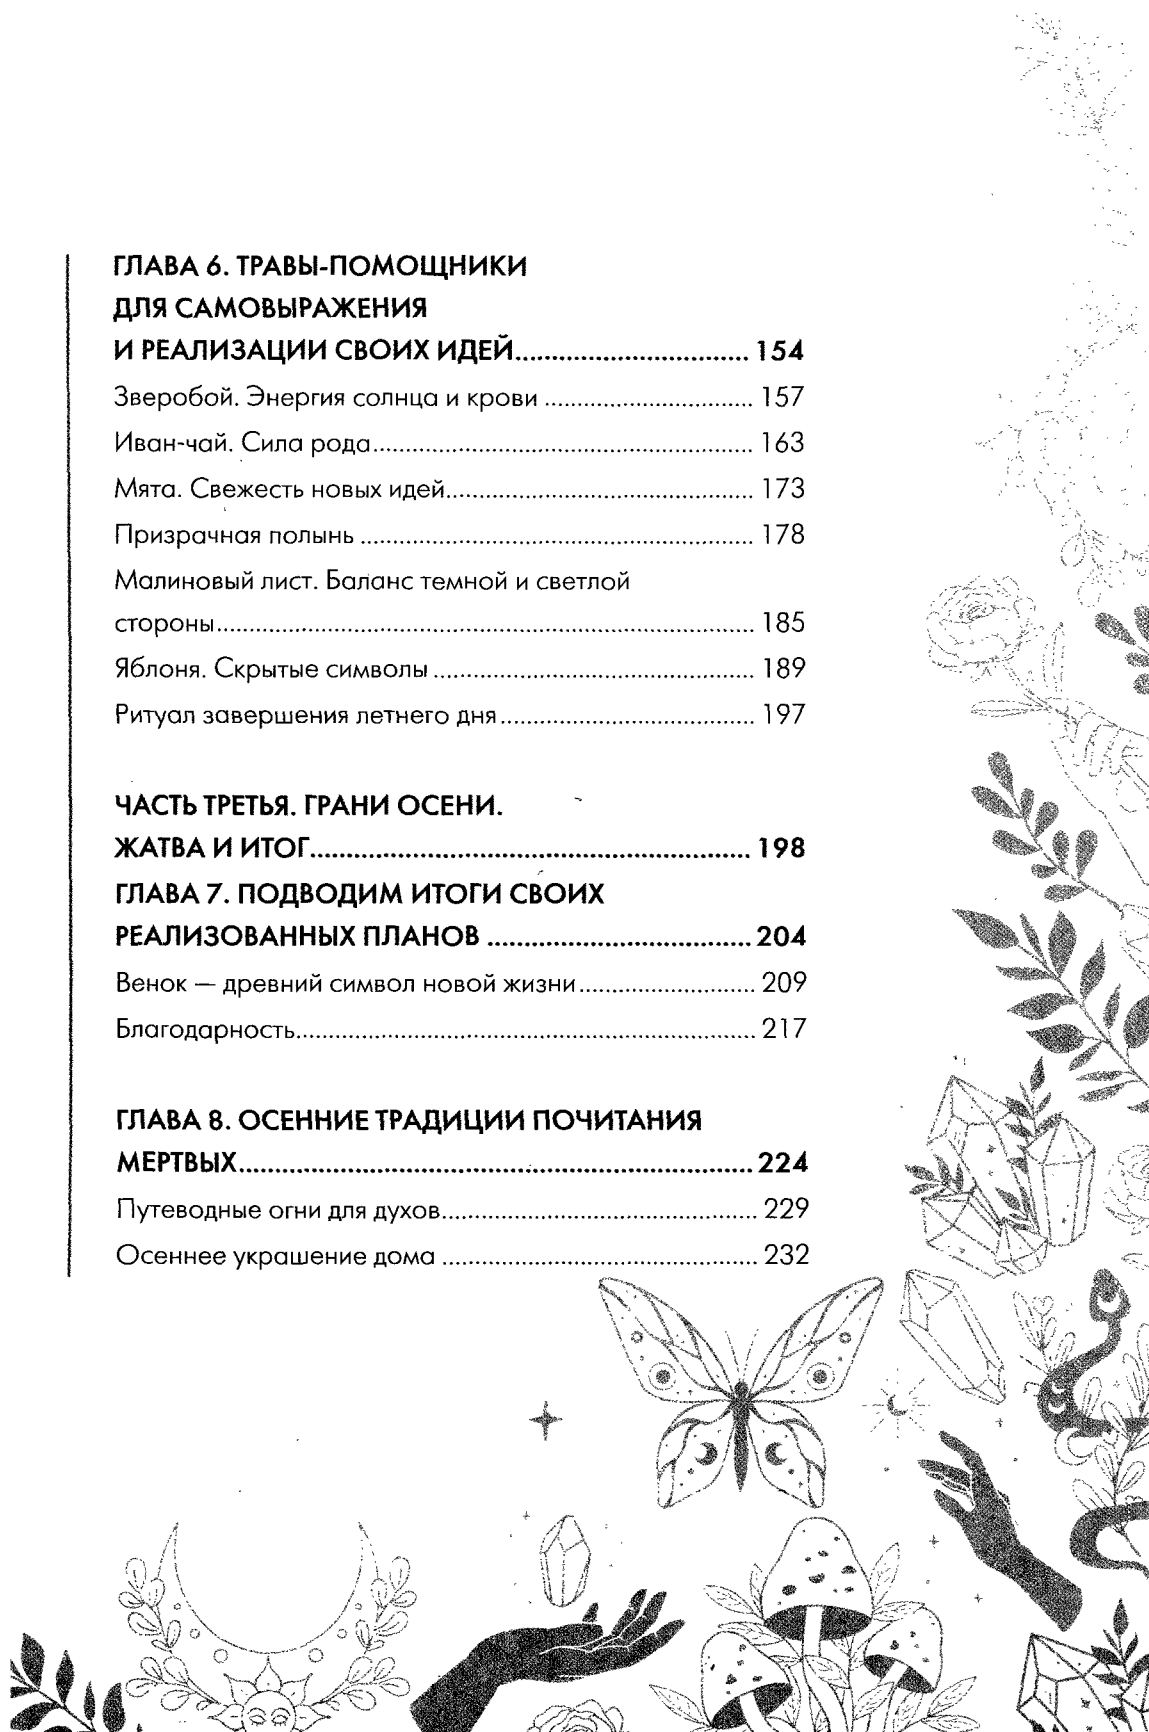 ГЛАВА 6. ТРАВЫ-ПОМОЩНИКИ
ДЛЯ САМОВЫРАЖЕНИЯ
И РЕАЛИЗАЦИИ СВОИХ ИДЕЙ................................ 154
Зверобой. Энергия солнца и крови ................................ 157
Иван-чай. Сила рода.......................................................... 163
Мята. Свежесть новых идей............................................... 173
Призрачная полынь ............................................................ 178
Малиновый лист. Баланс темной и светлой
стороны.................................................................................. 185
Яблоня. Скрытые символы ................................................. 189
Ритуал завершения летнего дня....................................... 197
ЧАСТЬ ТРЕТЬЯ. ГРАНИ ОСЕНИ.
ЖАТВА И ИТОГ............................................................ 198
ГЛАВА 7. ПОДВОДИМ ИТОГИ СВОИХ
РЕАЛИЗОВАННЫХ ПЛАНОВ .................................... 204
Венок — древний символ новой жизни........................... 209
Благодарность...................................................................... 217
ГЛАВА 8. ОСЕННИЕ ТРАДИЦИИ ПОЧИТАНИЯ
МЕРТВЫХ...................................................................... 224
Путеводные огни для духов................................................ 229
Осеннее украшение дома ................................................ 232